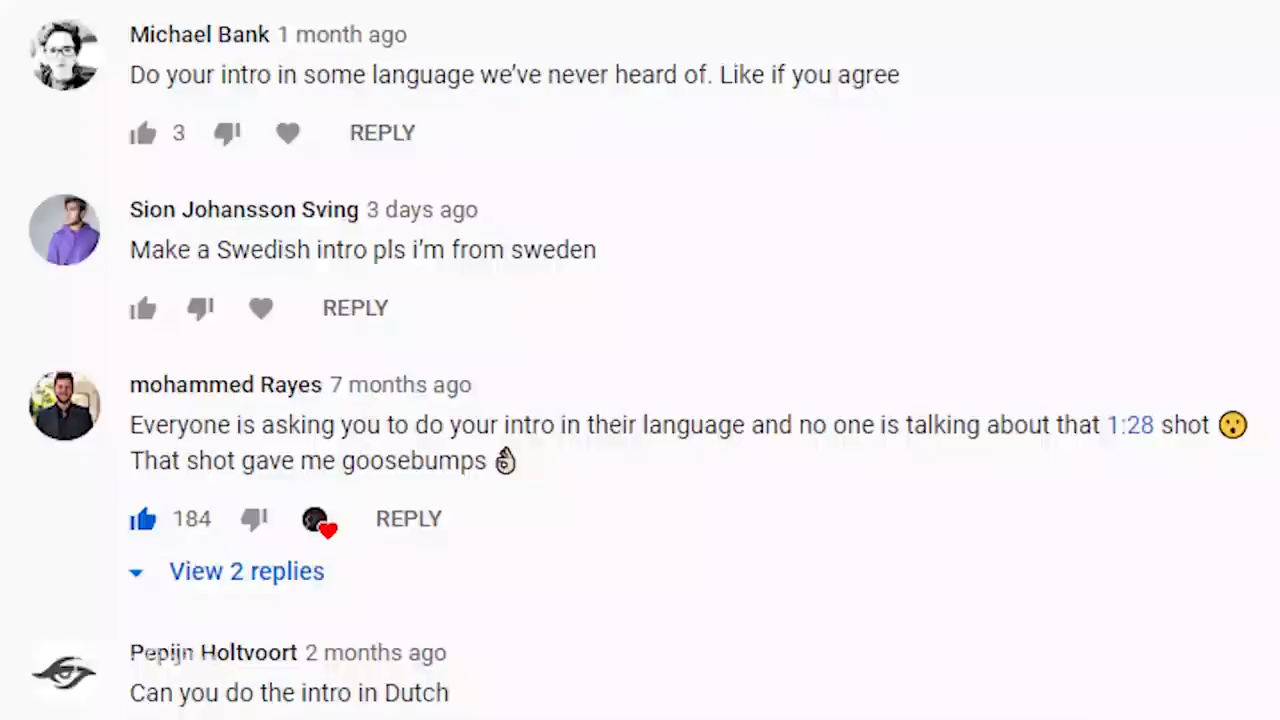 Michael Bank 1 month ago
Do your intro in some language we've never heard of. Like if you agree
3 REPLY
Sion Johansson Sving 3 days ago
Make a Swedish intro pls i'm from sweden
REPLY
mohammed Rayes 7 months ago
Everyone is asking you to do your intro in their language and no one is talking about that 1:28 shot 😮
That shot gave me goosebumps 👌🏻
184 REPLY
View 2 replies
Pepijn Holtvoort 2 months ago
Can you do the intro in Dutch